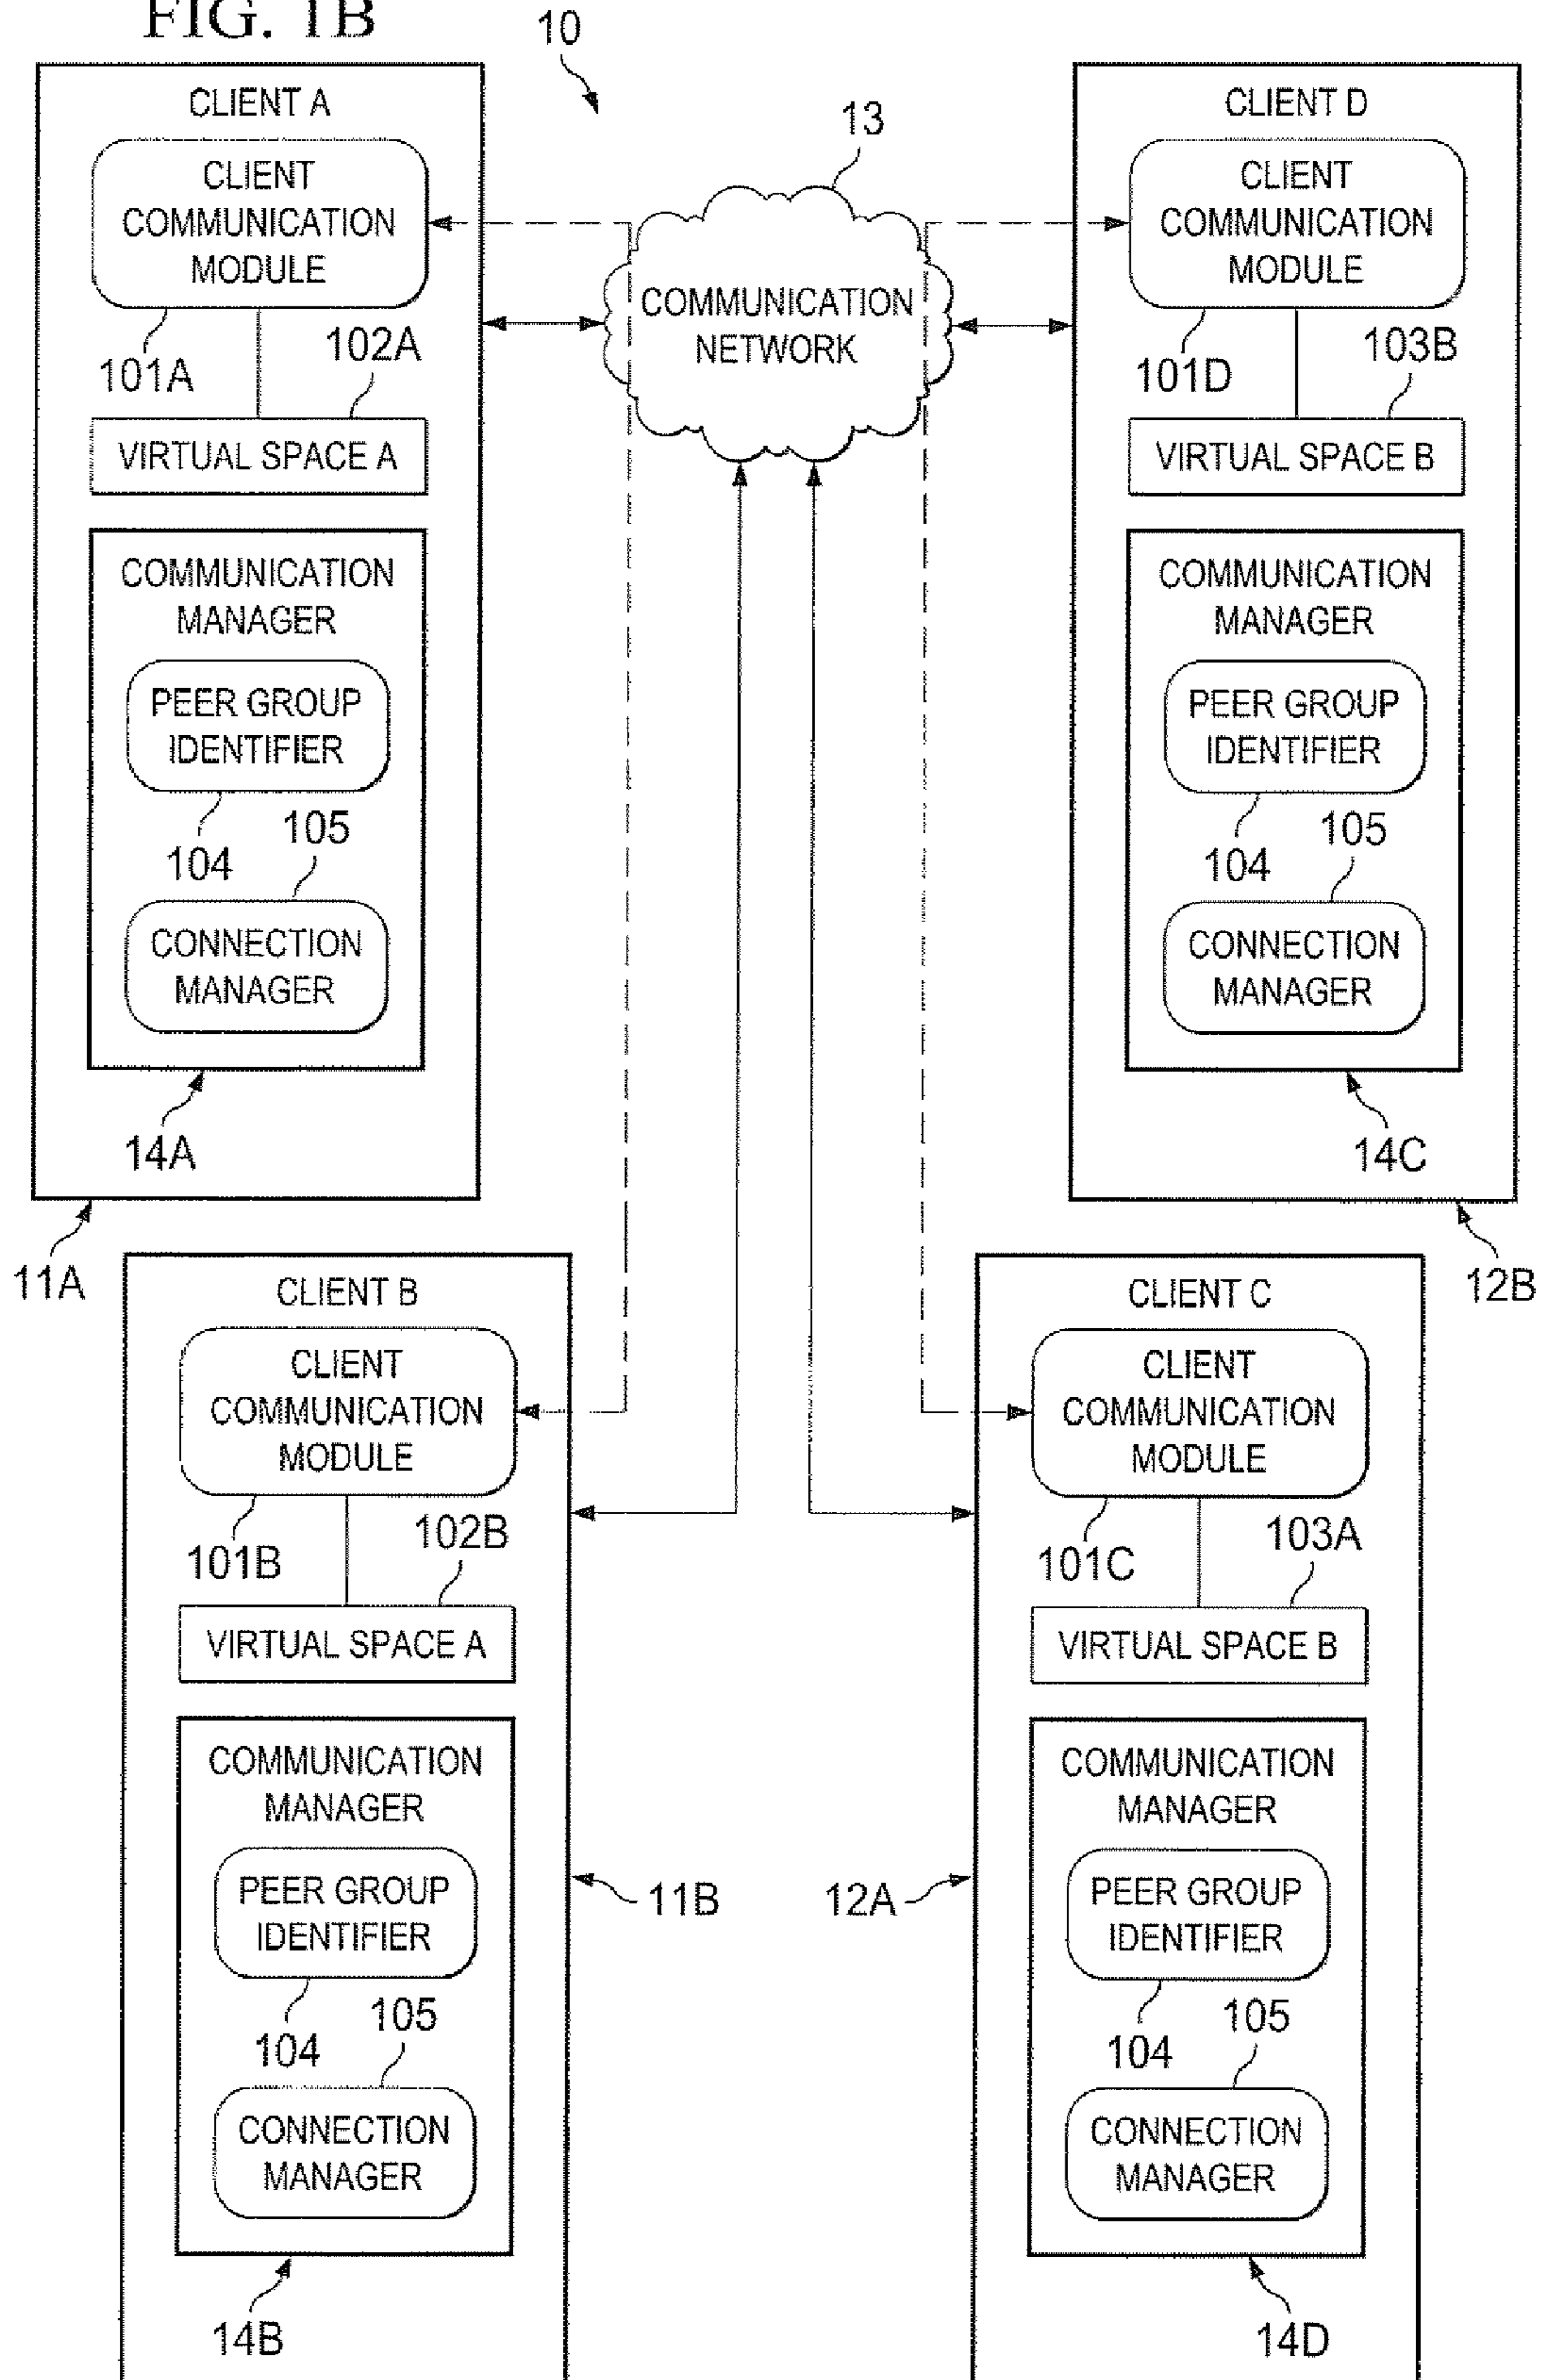 FIG. 1B
10
13
CLIENT A
CLIENT
COMMUNICATION
MODULE
101A
102A
VIRTUAL SPACE A
COMMUNICATION
MANAGER
PEER GROUP
IDENTIFIER
104
105
CONNECTION
MANAGER
14A
11A
COMMUNICATION
NETWORK
CLIENT D
CLIENT
COMMUNICATION
MODULE
101D
103B
VIRTUAL SPACE B
COMMUNICATION
MANAGER
PEER GROUP
IDENTIFIER
104
105
CONNECTION
MANAGER
14C
12B
CLIENT B
CLIENT
COMMUNICATION
MODULE
101B
102B
VIRTUAL SPACE A
COMMUNICATION
MANAGER
PEER GROUP
IDENTIFIER
104
105
CONNECTION
MANAGER
14B
11B
CLIENT C
CLIENT
COMMUNICATION
MODULE
101C
103A
VIRTUAL SPACE B
COMMUNICATION
MANAGER
PEER GROUP
IDENTIFIER
104
105
CONNECTION
MANAGER
14D
12A